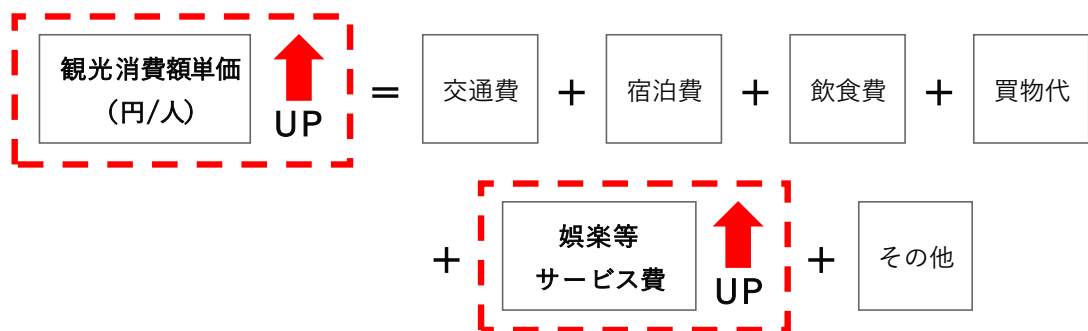 観光消費額単価
(円/人)
UP
=
交通費
+
宿泊費
+
飲食費
+
買物代
+
娯楽等
サービス費
UP
+
その他